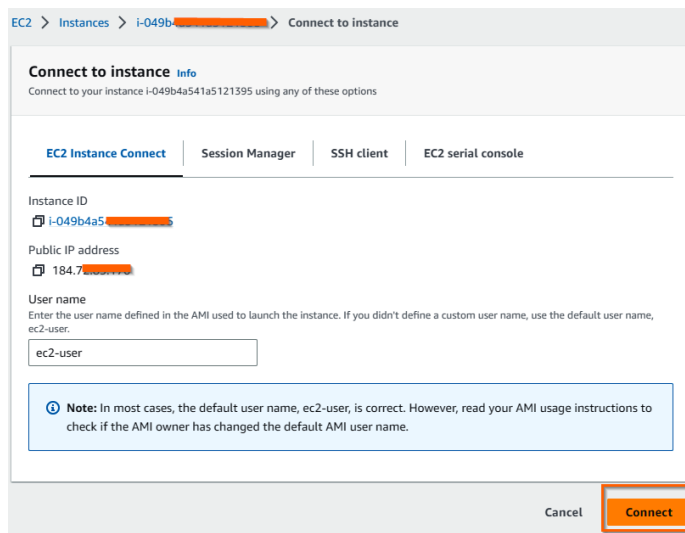 EC2 > Instances > i-049b- > Connect to instance
Connect to instance Info
Connect to your instance i-049b4a541a5121395 using any of these options
EC2 Instance Connect Session Manager SSH client EC2 serial console
Instance ID
i-049b4a5
Public IP address
184.7
User name
Enter the user name defined in the AMI used to launch the instance. If you didn't define a custom user name, use the default user name,
ec2-user.
ec2-user
Note: In most cases, the default user name, ec2-user, is correct. However, read your AMI usage instructions to
check if the AMI owner has changed the default AMI user name.
Cancel Connect